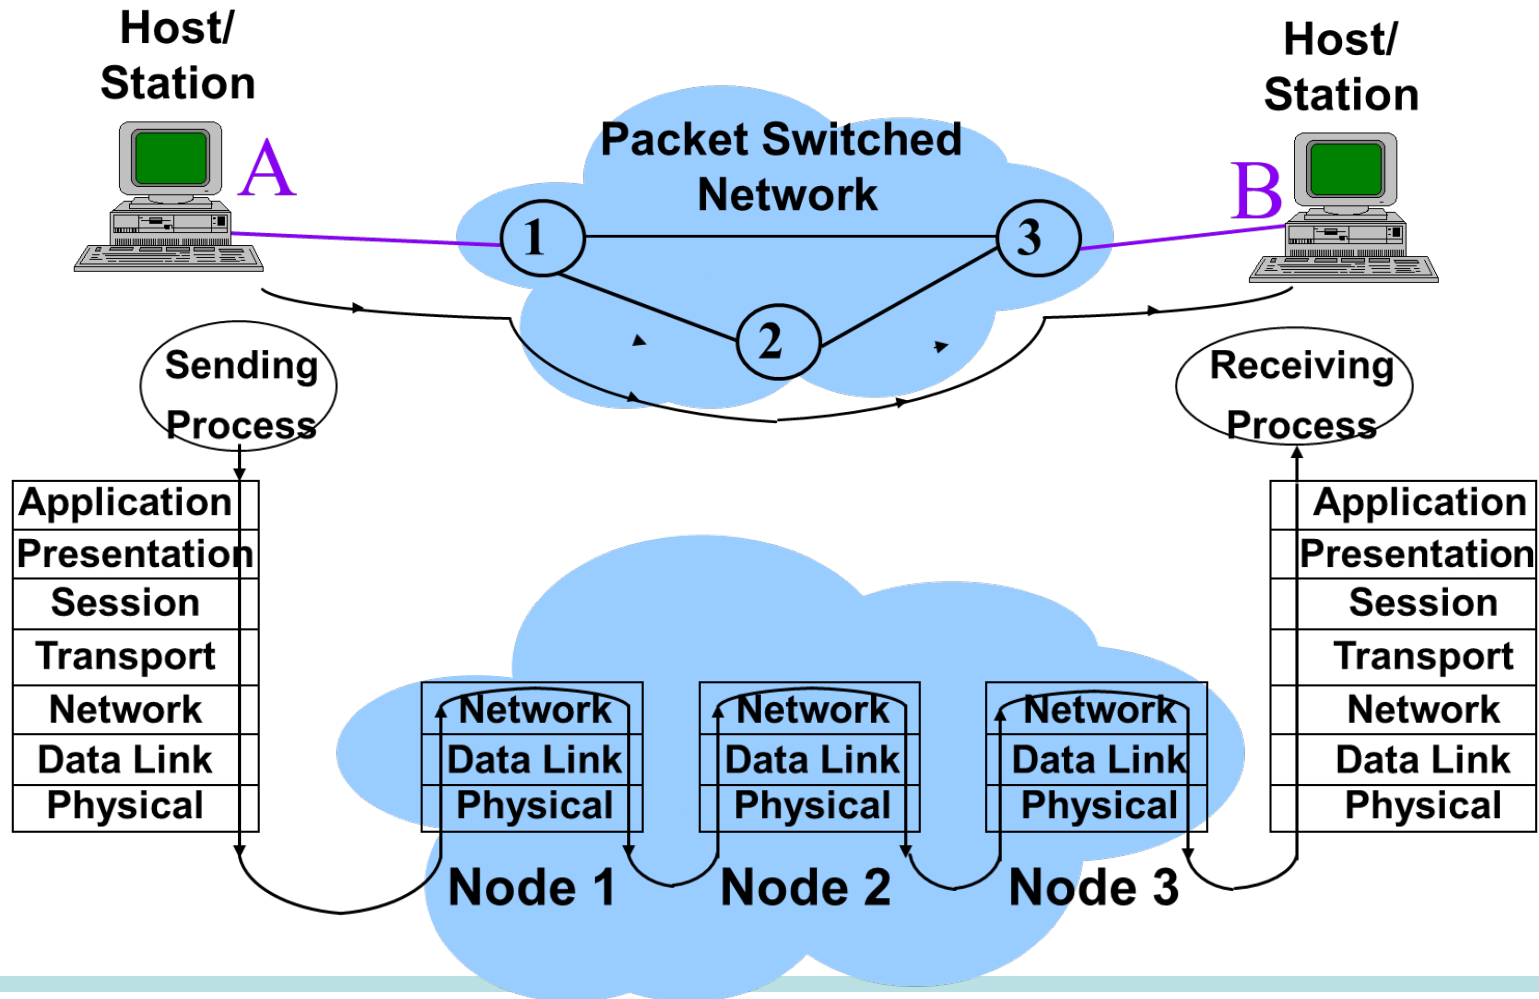 Host/
Station
Host/
Station
Packet Switched
Network
A
B
1
3
2
Sending
Process
Receiving
Process
Application
Presentation
Session
Transport
Network
Data Link
Physical
Network
Data Link
Physical
Node 1
Network
Data Link
Physical
Node 2
Network
Data Link
Physical
Node 3
Application
Presentation
Session
Transport
Network
Data Link
Physical